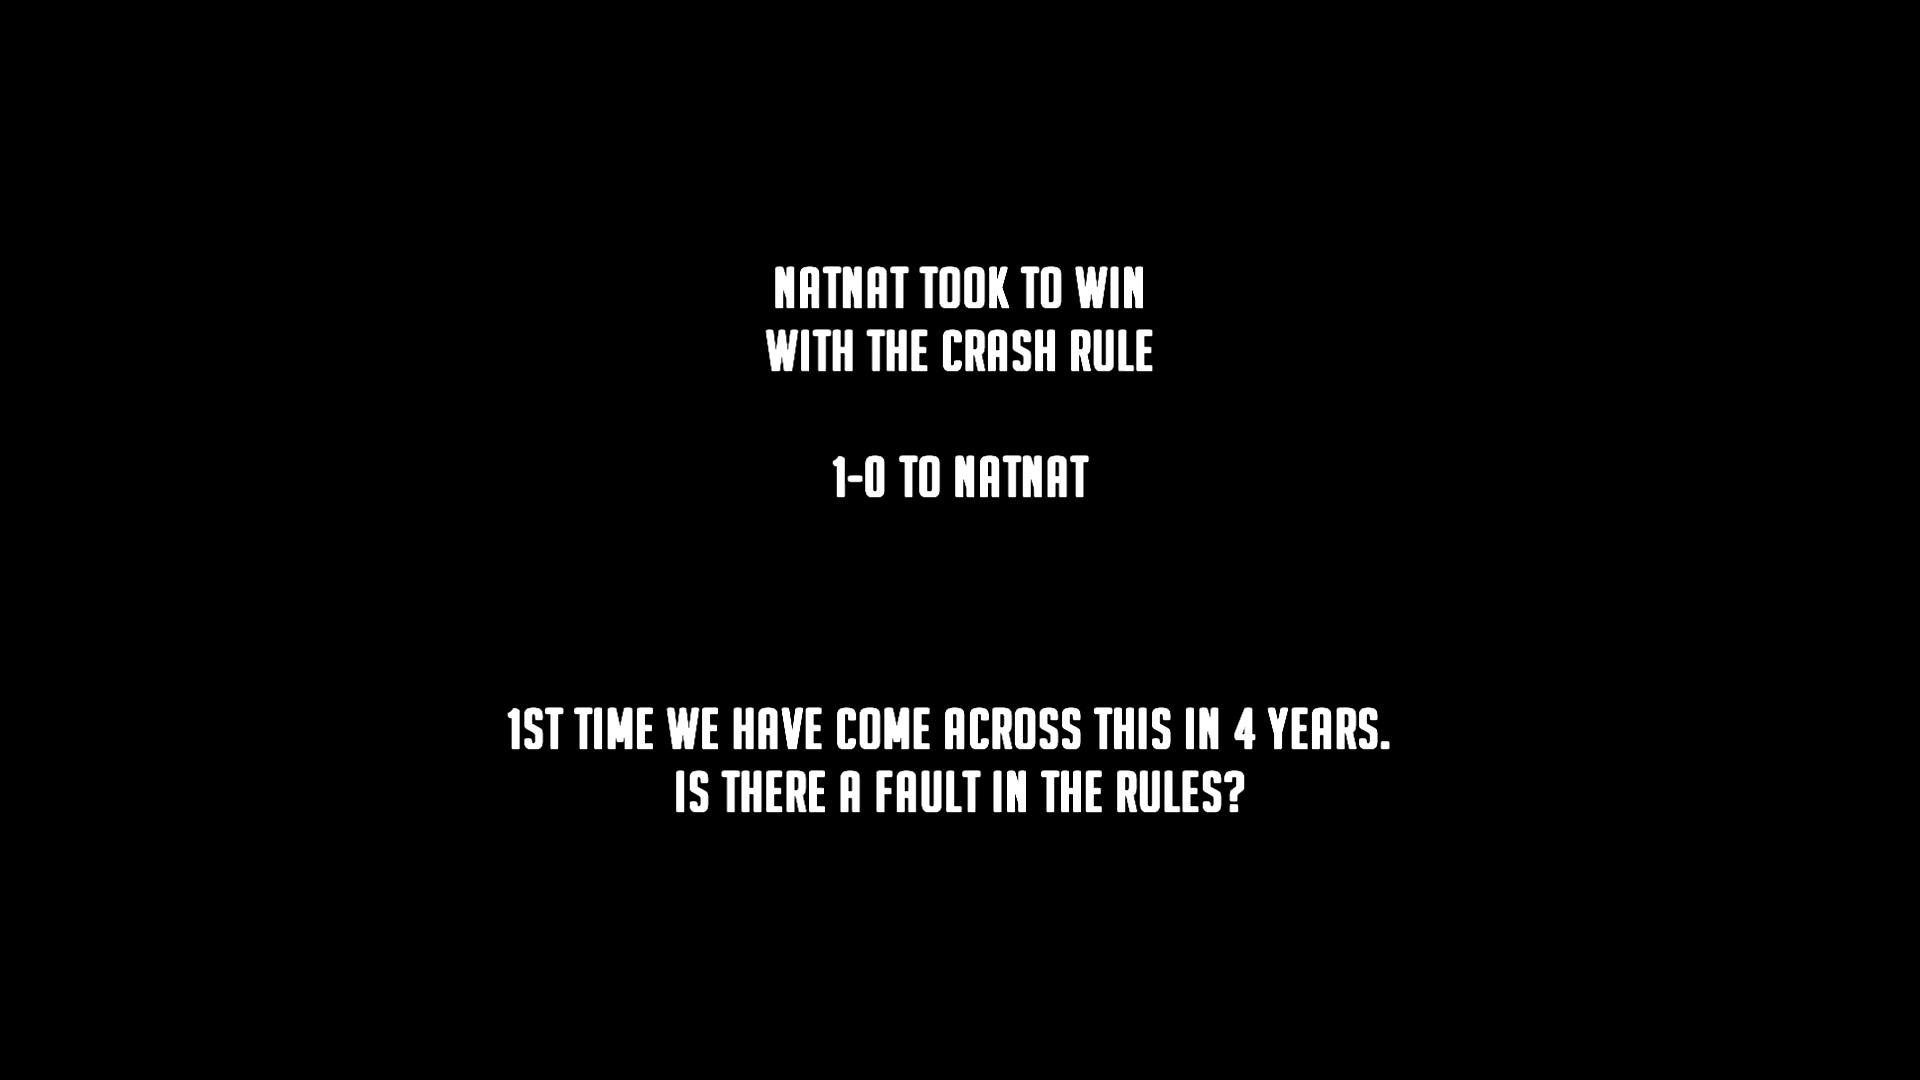 NATNAT TOOK TO WIN
WITH THE CRASH RULE
1-0 TO NATNAT
1ST TIME WE HAVE COME ACROSS THIS IN 4 YEARS.
IS THERE A FAULT IN THE RULES?